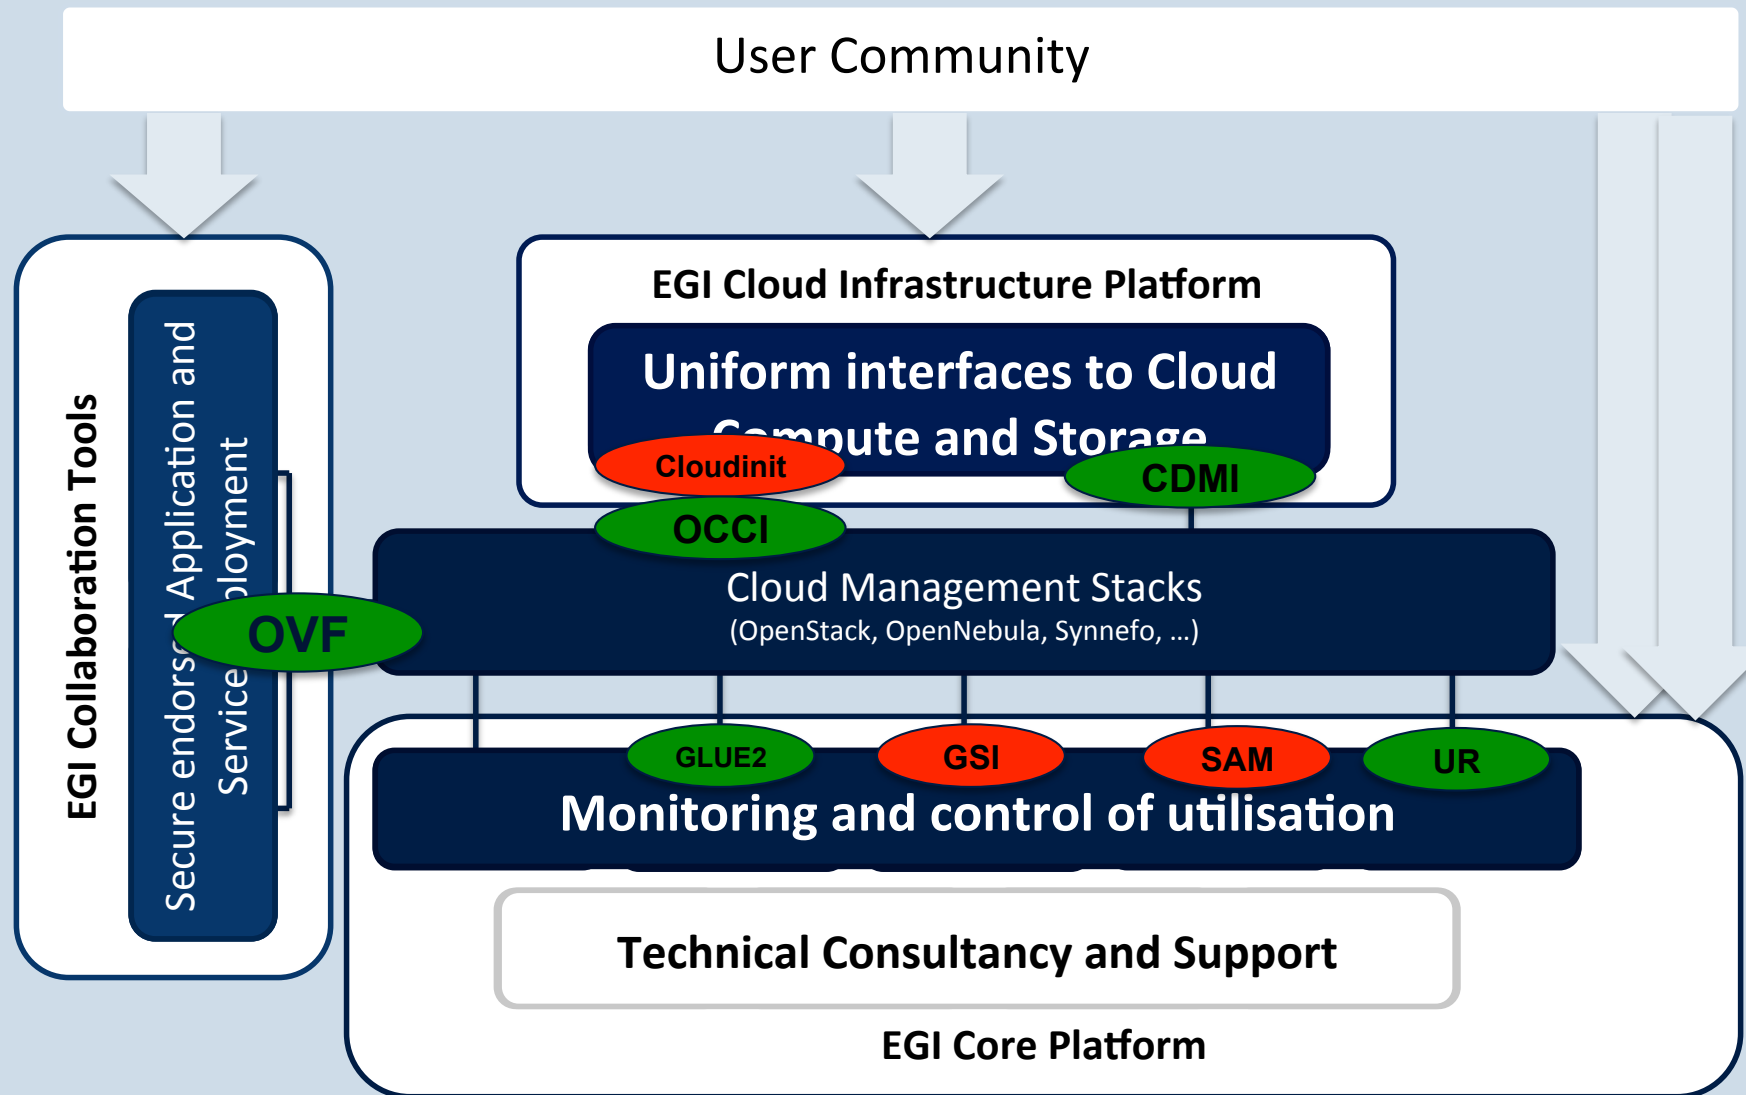 User Community
EGI Collaboration Tools
Secure endorsed Application and
Service
EGI Cloud Infrastructure Platform
Uniform interfaces to Cloud
Compute and Storage
Cloudinit
CDMI
OCCI
OVF
Cloud Management Stacks
(OpenStack, OpenNebula, Synnefo, ...)
GLUE2
GSI
SAM
UR
Monitoring and control of utilisation
Technical Consultancy and Support
EGI Core Platform